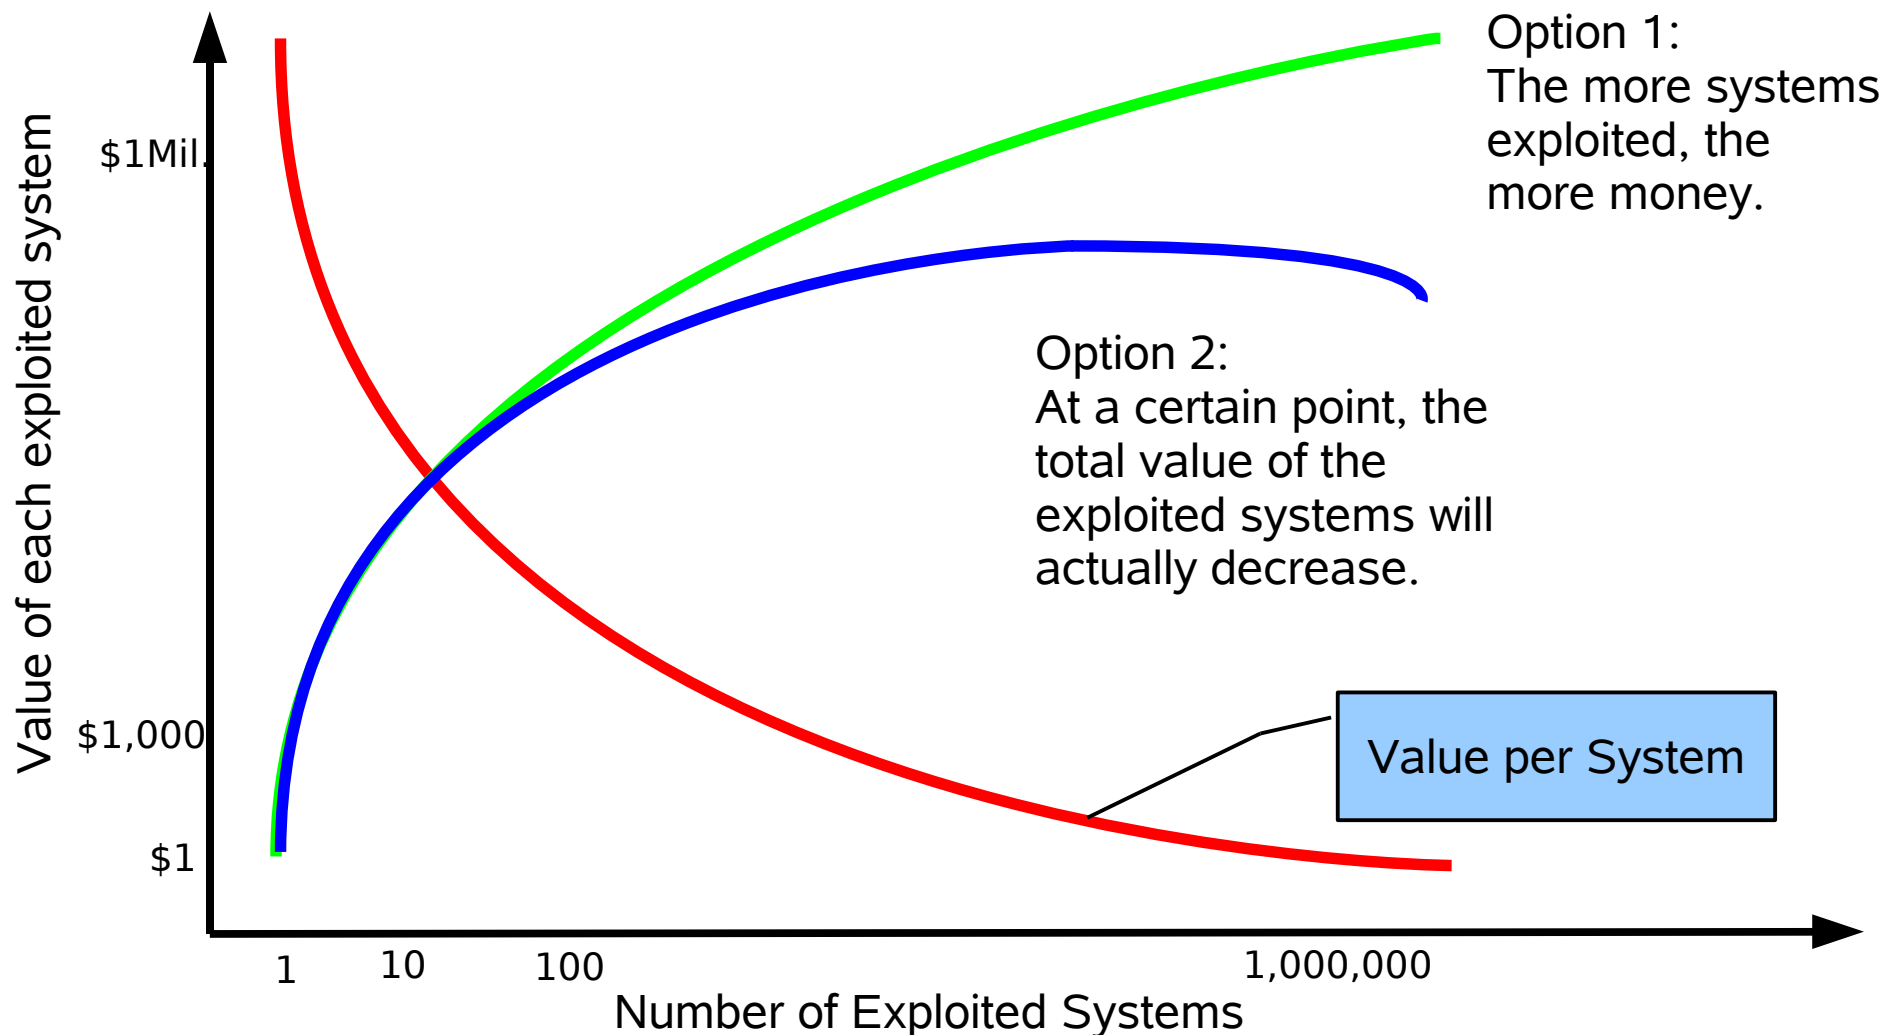 Option 1:
The more systems
exploited, the
more money.
Value of each exploited system
$1Mil.
$1,000
$1
Option 2:
At a certain point, the
total value of the
exploited systems will
actually decrease.
Value per System
1
10
100
1,000,000
Number of Exploited Systems